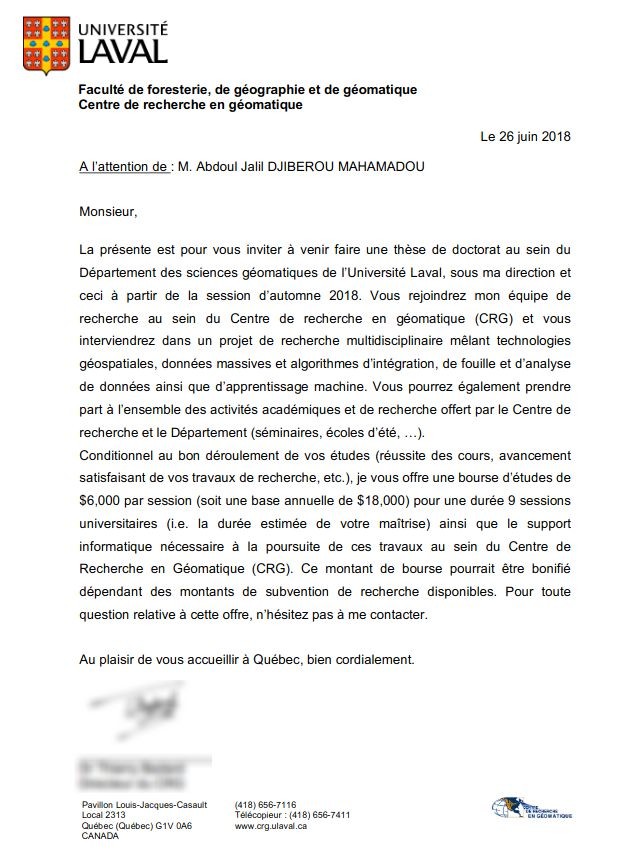 UNIVERSITÉ
LAVAL
Faculté de foresterie, de géographie et de géomatique
Centre de recherche en géomatique
Le 26 juin 2018
A l’attention de : M. Abdoul Jalil DJIBEROU MAHAMADOU
Monsieur,
La présente est pour vous inviter à venir faire une thèse de doctorat au sein du
Département des sciences géomatiques de l’Université Laval, sous ma direction et
ceci à partir de la session d’automne 2018. Vous rejoindrez mon équipe de
recherche au sein du Centre de recherche en géomatique (CRG) et vous
interviendrez dans un projet de recherche multidisciplinaire mêlant technologies
géospatiales, données massives et algorithmes d’intégration, de fouille et d’analyse
de données ainsi que d’apprentissage machine. Vous pourrez également prendre
part à l’ensemble des activités académiques et de recherche offert par le Centre de
recherche et le Département (séminaires, écoles d’été, …).
Conditionnel au bon déroulement de vos études (réussite des cours, avancement
satisfaisant de vos travaux de recherche, etc.), je vous offre une bourse d’études de
$6,000 par session (soit une base annuelle de $18,000) pour une durée 9 sessions
universitaires (i.e. la durée estimée de votre maîtrise) ainsi que le support
informatique nécessaire à la poursuite de ces travaux au sein du Centre de
Recherche en Géomatique (CRG). Ce montant de bourse pourrait être bonifié
dépendant des montants de subvention de recherche disponibles. Pour toute
question relative à cette offre, n’hésitez pas à me contacter.
Au plaisir de vous accueillir à Québec, bien cordialement.
Pavillon Louis-Jacques-Casault
Local 2313
Québec (Québec) G1V 0A6
CANADA
(418) 656-7116
Télécopieur : (418) 656-7411
www.crg.ulaval.ca
CENTRE
DE RECHERCHE
EN GÉOMATIQUE